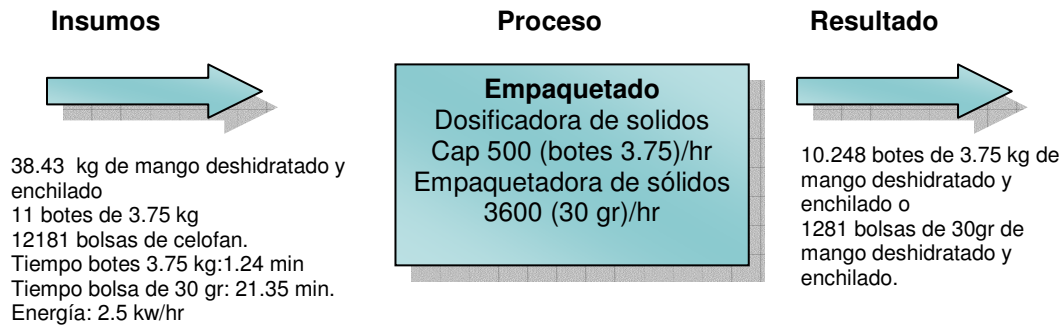 Insumos
Proceso
Resultado
38.43 kg de mango deshidratado y
enchilado
11 botes de 3.75 kg
12181 bolsas de celofan.
Tiempo botes 3.75 kg:1.24 min
Tiempo bolsa de 30 gr: 21.35 min.
Energía: 2.5 kw/hr
Empaquetado
Dosificadora de solidos
Cap 500 (botes 3.75)/hr
Empaquetadora de sólidos
3600 (30 gr)/hr
10.248 botes de 3.75 kg de
mango deshidratado y
enchilado o
1281 bolsas de 30gr de
mango deshidratado y
enchilado.